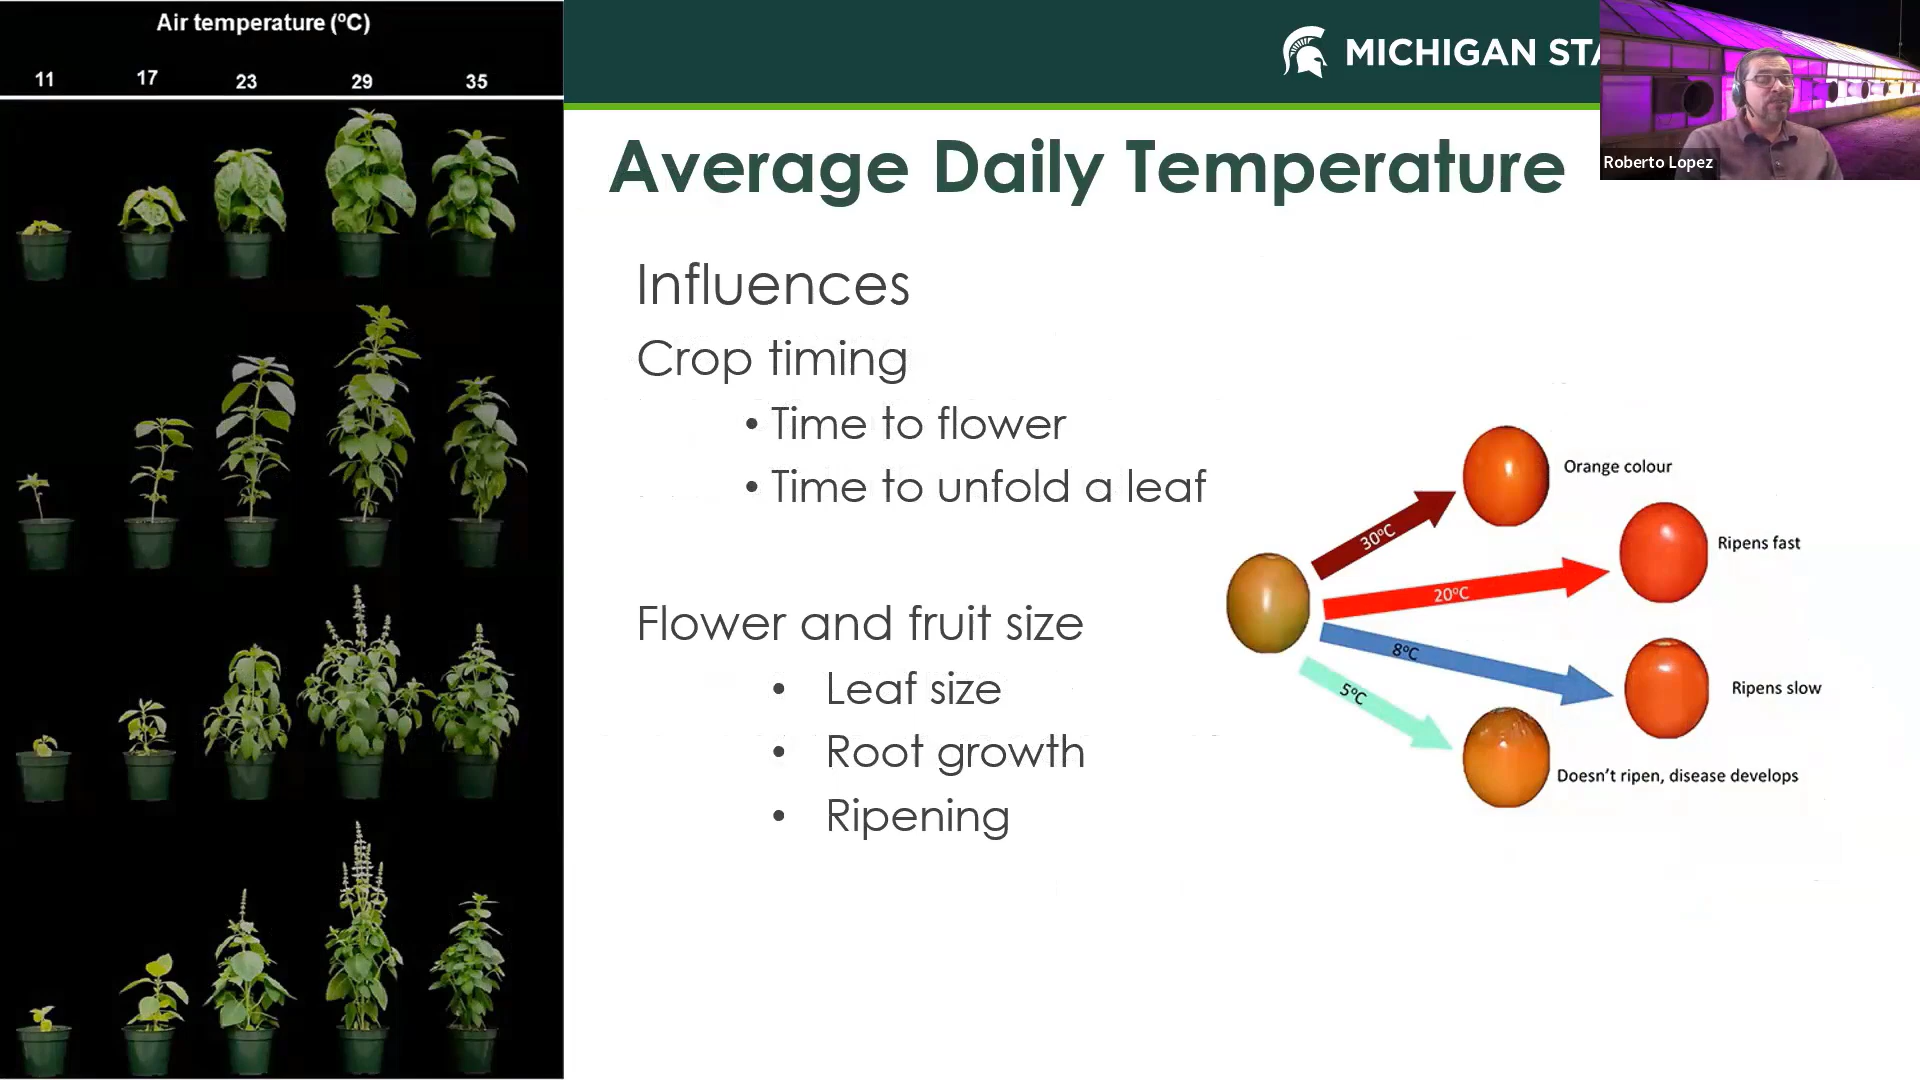 Air temperature (ºC)
11 17 23 29 35
MICHIGAN STA
Roberto Lopez
Average Daily Temperature
Influences
Crop timing
• Time to flower
• Time to unfold a leaf
Flower and fruit size
• Leaf size
• Root growth
• Ripening
30ºC
Orange colour
20ºC
Ripens fast
8ºC
Ripens slow
5ºC
Doesn't ripen, disease develops